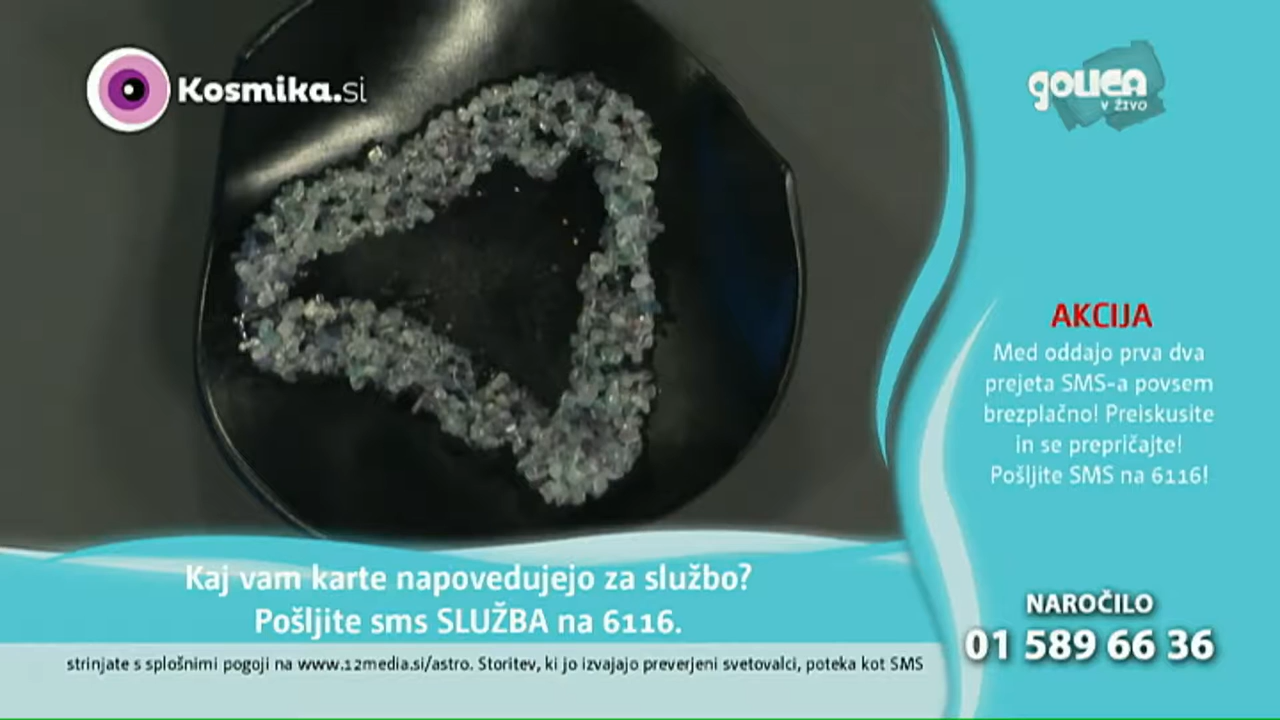 Kosmika.si
GOLICA
V ŽIVO
AKCIJA
Med oddajo prva dva
prejeta SMS-a povsem
brezplačno! Preiskusite
in se prepričajte!
Pošljite SMS na 6116!
Kaj vam karte napovedujejo za službo?
Pošljite sms SLUŽBA na 6116.
NAROČILO
01 589 66 36
strinjate s splošnimi pogoji na www.12media.si/astro. Storitev, ki jo izvajajo preverjeni svetovalci, poteka kot SMS